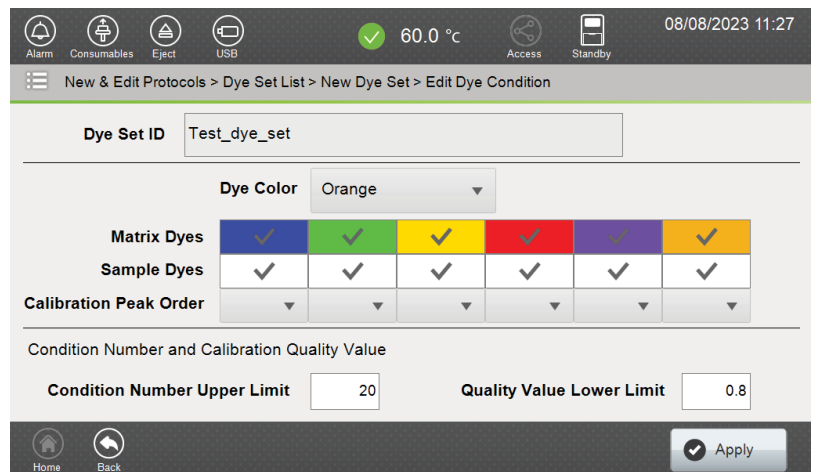 60.0 °c
08/08/2023 11:27
Alarm Consumables Eject USB Access Standby
New & Edit Protocols > Dye Set List > New Dye Set > Edit Dye Condition
Dye Set ID Test_dye_set
Dye Color Orange
Matrix Dyes
Sample Dyes
Calibration Peak Order
Condition Number and Calibration Quality Value
Condition Number Upper Limit 20 Quality Value Lower Limit 0.8
Apply
Home Back